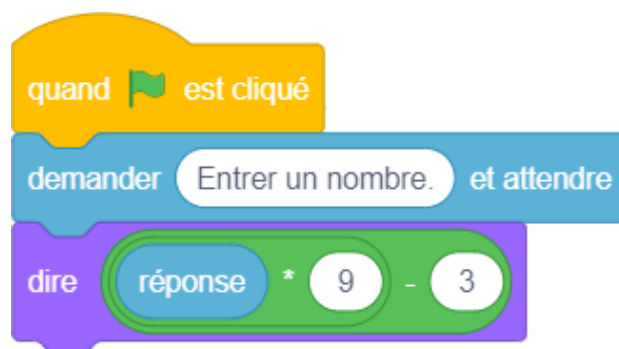 quand est cliqué
demander Entrer un nombre. et attendre
dire réponse * 9 - 3